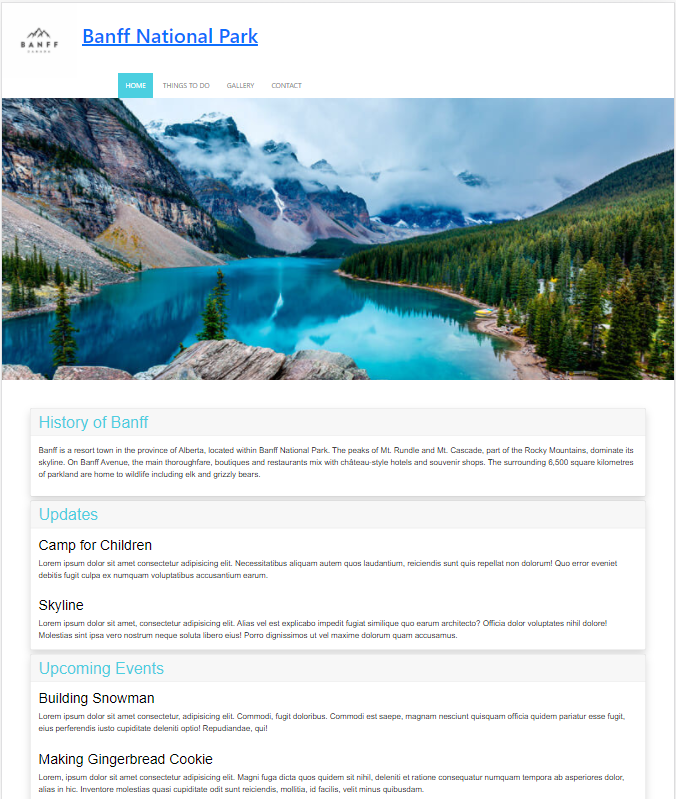 BANFF
CANADA
Banff National Park
HOME THINGS TO DO GALLERY CONTACT
History of Banff
Banff is a resort town in the province of Alberta, located within Banff National Park. The peaks of Mt. Rundle and Mt. Cascade, part of the Rocky Mountains, dominate its
skyline. On Banff Avenue, the main thoroughfare, boutiques and restaurants mix with château-style hotels and souvenir shops. The surrounding 6,500 square kilometres
of parkland are home to wildlife including elk and grizzly bears.
Updates
Camp for Children
Lorem ipsum dolor sit amet consectetur adipisicing elit. Necessitatibus aliquam autem quos laudantium, reiciendis sunt quis repellat non dolorum! Quo error eveniet
debitis fugit culpa ex numquam voluptatibus accusantium earum.
Skyline
Lorem ipsum dolor sit amet, consectetur adipisicing elit. Alias vel est explicabo impedit fugiat similique quo earum architecto? Officia dolor voluptates nihil dolore!
Molestias sint ipsa vero nostrum neque soluta libero eius! Porro dignissimos ut vel maxime dolorum quam accusamus.
Upcoming Events
Building Snowman
Lorem ipsum dolor sit amet consectetur, adipisicing elit. Commodi, fugit doloribus. Commodi est saepe, magnam nesciunt quisquam officia quidem pariatur esse fugit,
eius perferendis iusto cupiditate deleniti optio! Repudiandae, qui!
Making Gingerbread Cookie
Lorem, ipsum dolor sit amet consectetur adipisicing elit. Magni fuga dicta quos quidem sit nihil, deleniti et ratione consequatur numquam tempora ab asperiores dolor,
alias in hic. Inventore molestias quasi cupiditate odit sunt reiciendis, mollitia, id facilis, velit minus quibusdam.